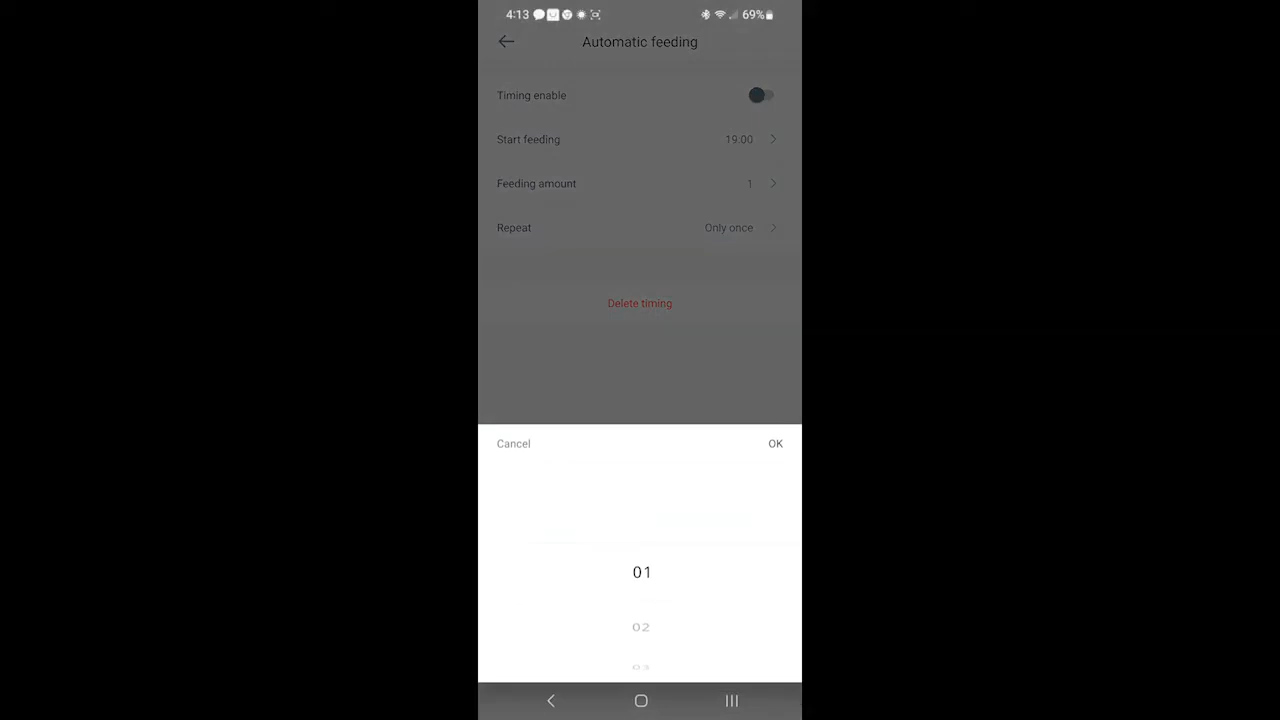 4:13 69%
Automatic feeding
Timing enable
Start feeding 19:00
Feeding amount 1
Repeat Only once
Delete timing
Cancel OK
01
02
03